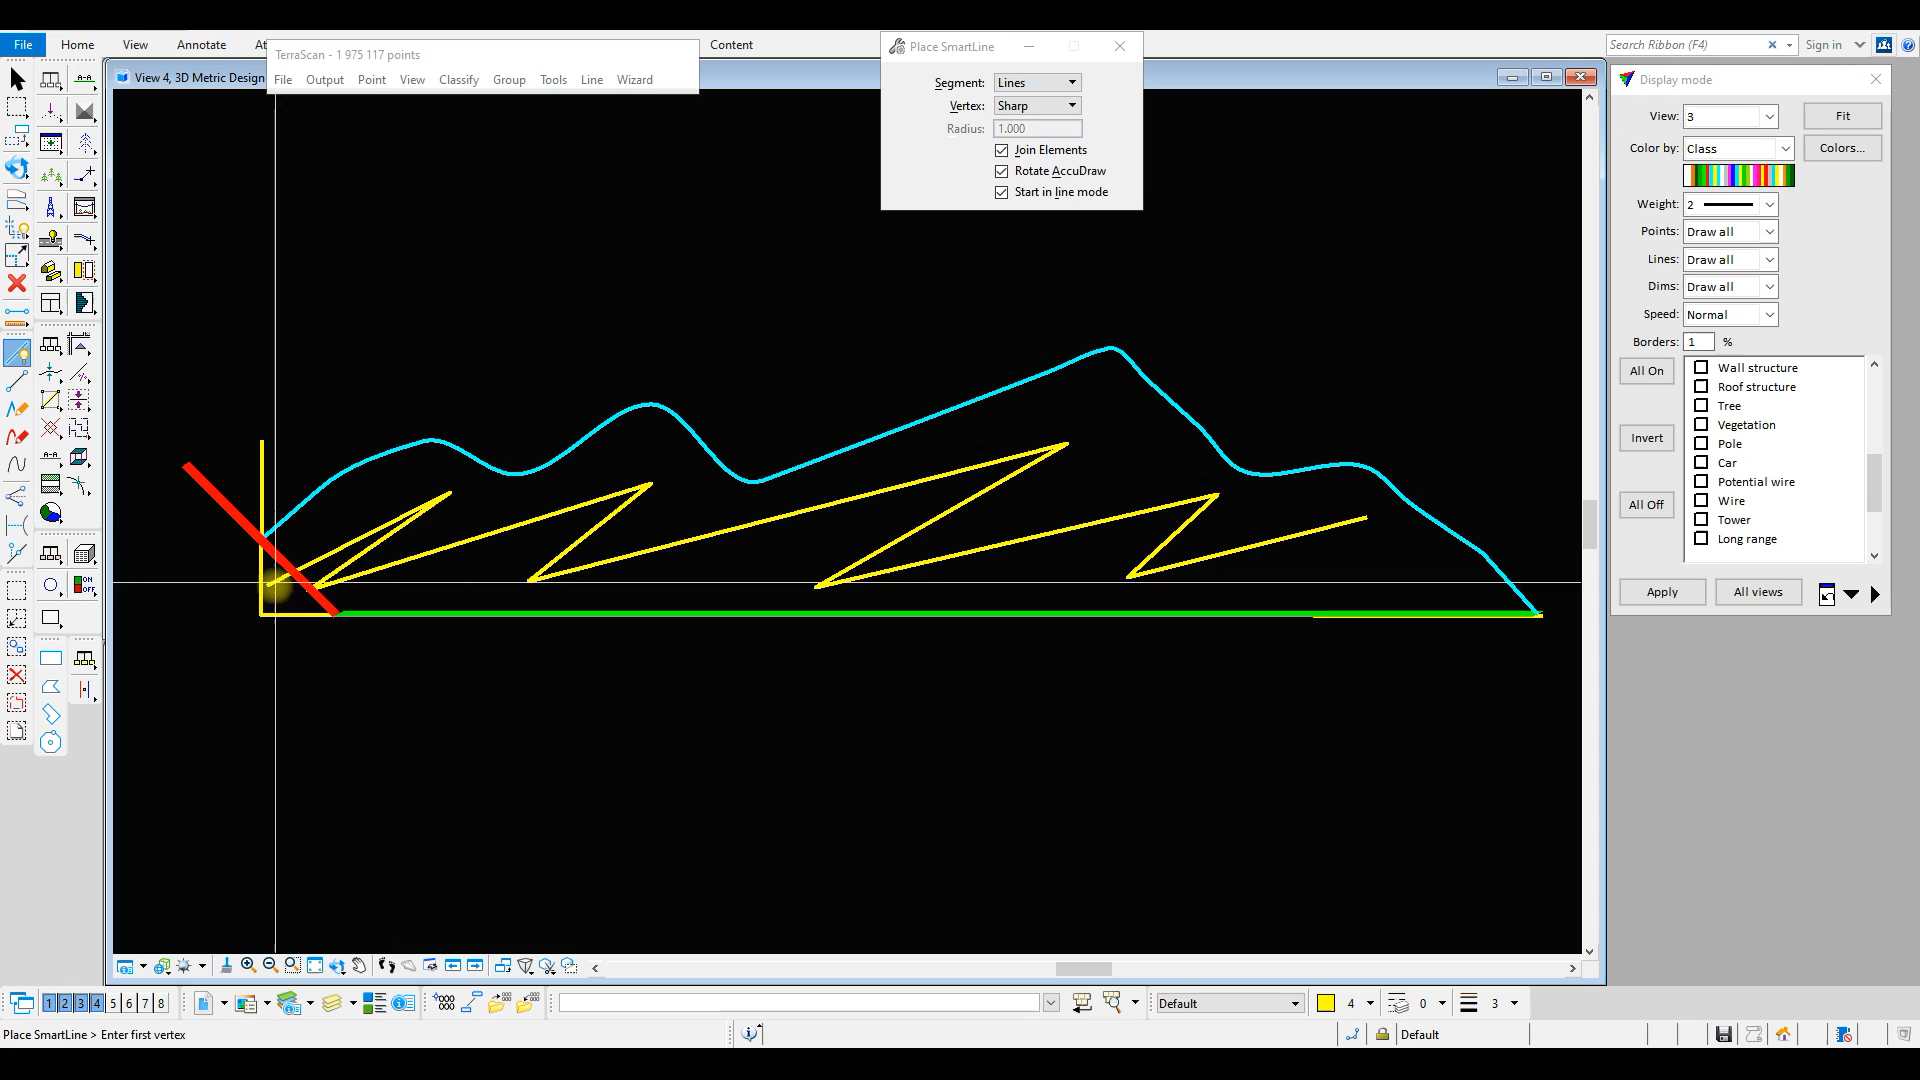 File Home View Annotate At Content Search Ribbon (F4) Sign in
View 4, 3D Metric Design
TerraScan - 1 975 117 points
File Output Point View Classify Group Tools Line Wizard
Place SmartLine
Segment: Lines
Vertex: Sharp
Radius: 1.000
Join Elements
Rotate AccuDraw
Start in line mode
Display mode
View: 3 Fit
Color by: Class Colors...
Weight: 2
Points: Draw all
Lines: Draw all
Dims: Draw all
Speed: Normal
Borders: 1 %
All On
Invert
All Off
Wall structure
Roof structure
Tree
Vegetation
Pole
Car
Potential wire
Wire
Tower
Long range
Apply All views
1 2 3 4 5 6 7 8 Default 4 0 3
Place SmartLine > Enter first vertex Default